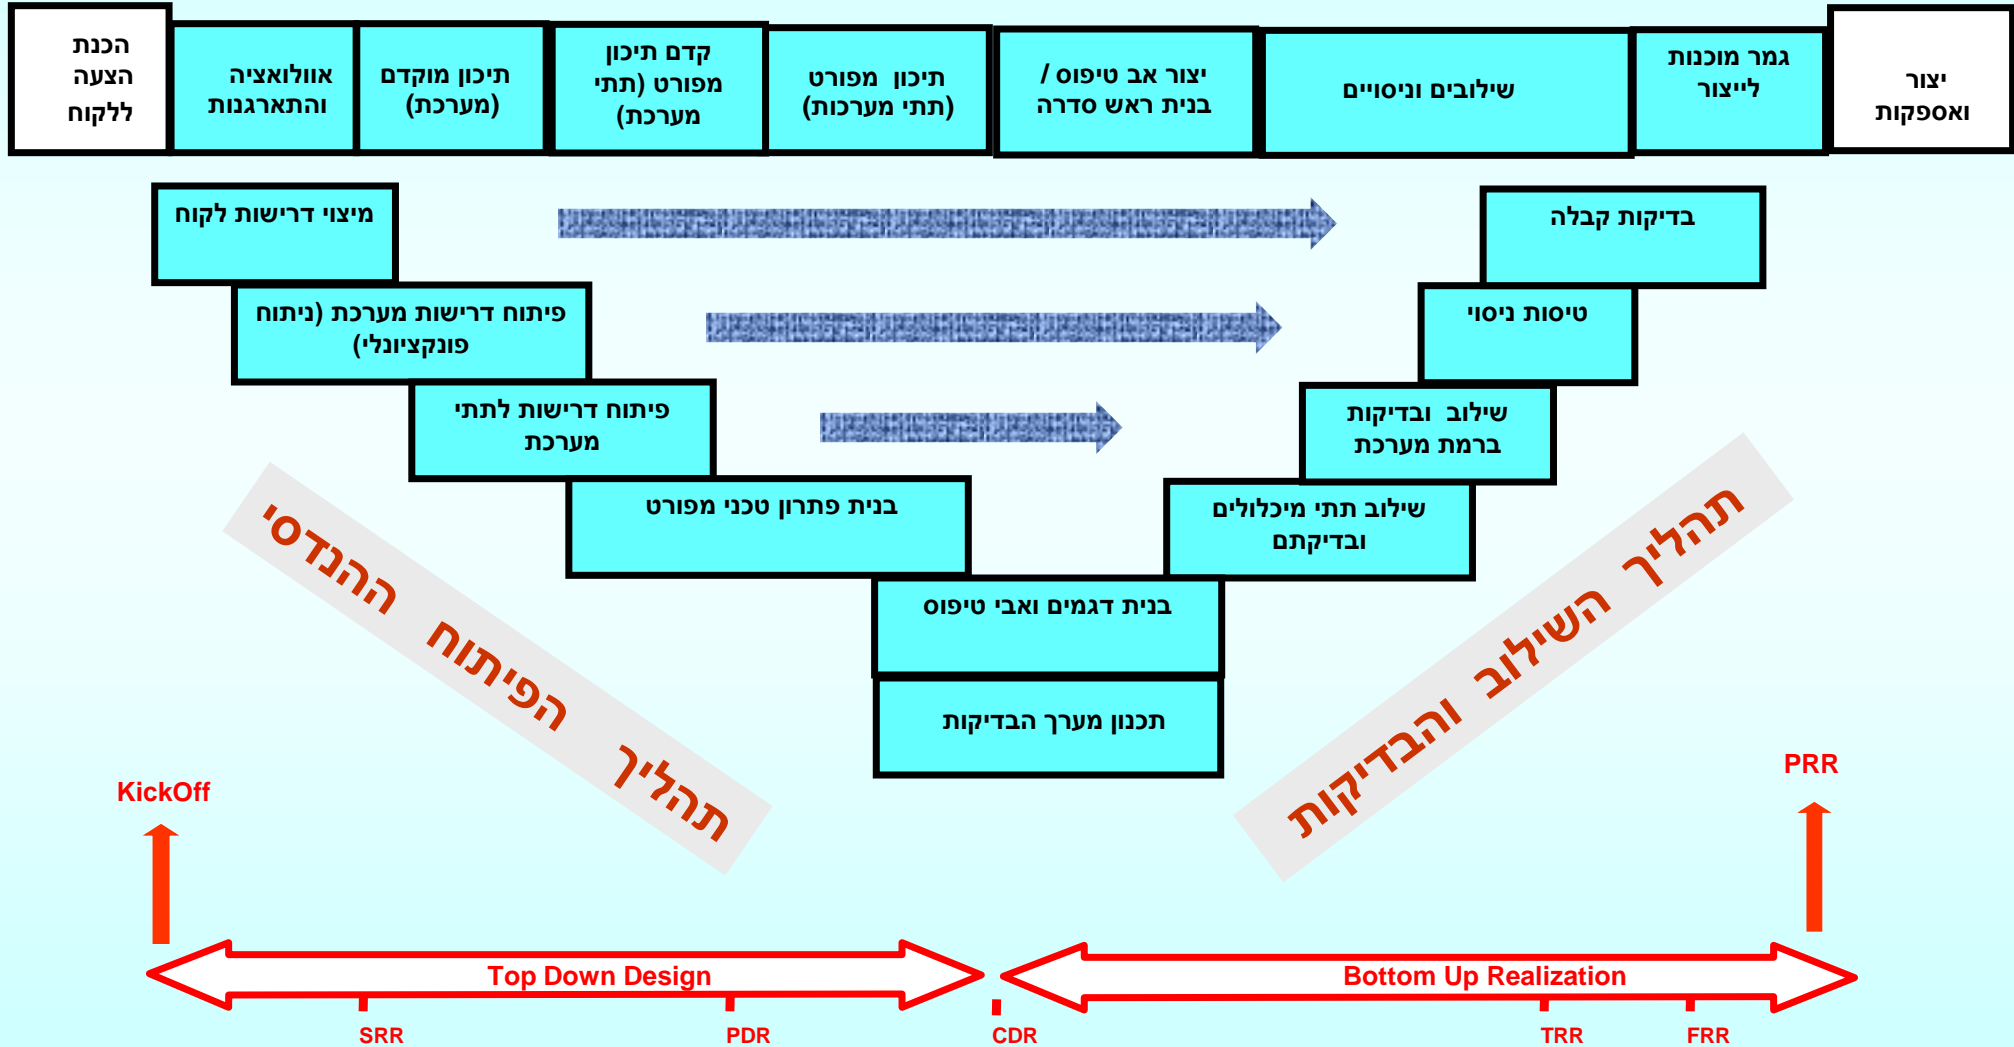 הכנת
הצעה
ללקוח
אוולואציה
והתארגנות
תיכון מוקדם
(מערכת)
קדם תיכון
מפורט (תתי
מערכת)
תיכון מפורט
(תתי מערכות)
יצור אב טיפוס /
בנית ראש סדרה
שילובים וניסויים
גמר מוכנות
לייצור
יצור
ואספקות
מיצוי דרישות לקוח
בדיקות קבלה
פיתוח דרישות מערכת (ניתוח
פונקציונלי)
טיסות ניסוי
פיתוח דרישות לתתי
מערכת
שילוב ובדיקות
ברמת מערכת
בנית פתרון טכני מפורט
שילוב תתי מיכלולים
ובדיקתם
בנית דגמים ואבי טיפוס
תכנון מערך הבדיקות
תהליך הפיתוח ההנדסי
תהליך השילוב והבדיקות
KickOff
PRR
Top Down Design
Bottom Up Realization
SRR
PDR
CDR
TRR
FRR